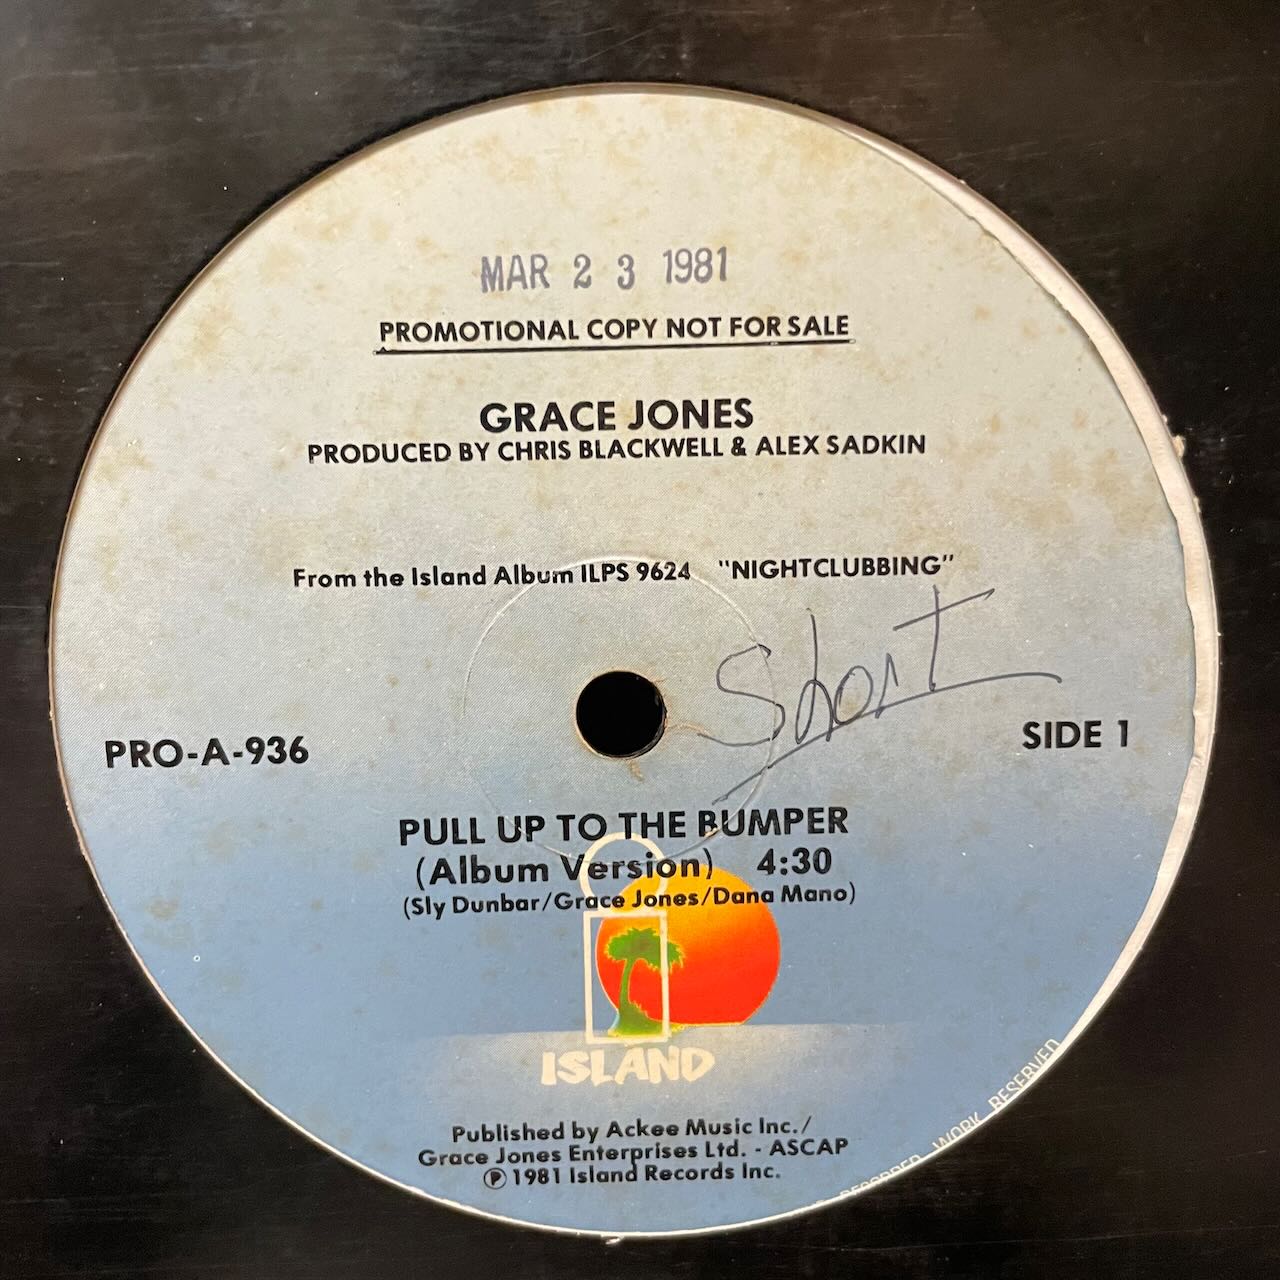 MAR 2 3 1981
PROMOTIONAL COPY NOT FOR SALE
GRACE JONES
PRODUCED BY CHRIS BLACKWELL & ALEX SADKIN
From the Island Album ILPS 9624 "NIGHTCLUBBING"
Short
PRO-A-936
SIDE 1
PULL UP TO THE BUMPER
(Album Version) 4:30
(Sly Dunbar/Grace Jones/Dana Mano)
ISLAND
Published by Ackee Music Inc./
Grace Jones Enterprises Ltd. - ASCAP
℗ 1981 Island Records Inc.
RECORDED WORK RESERVED